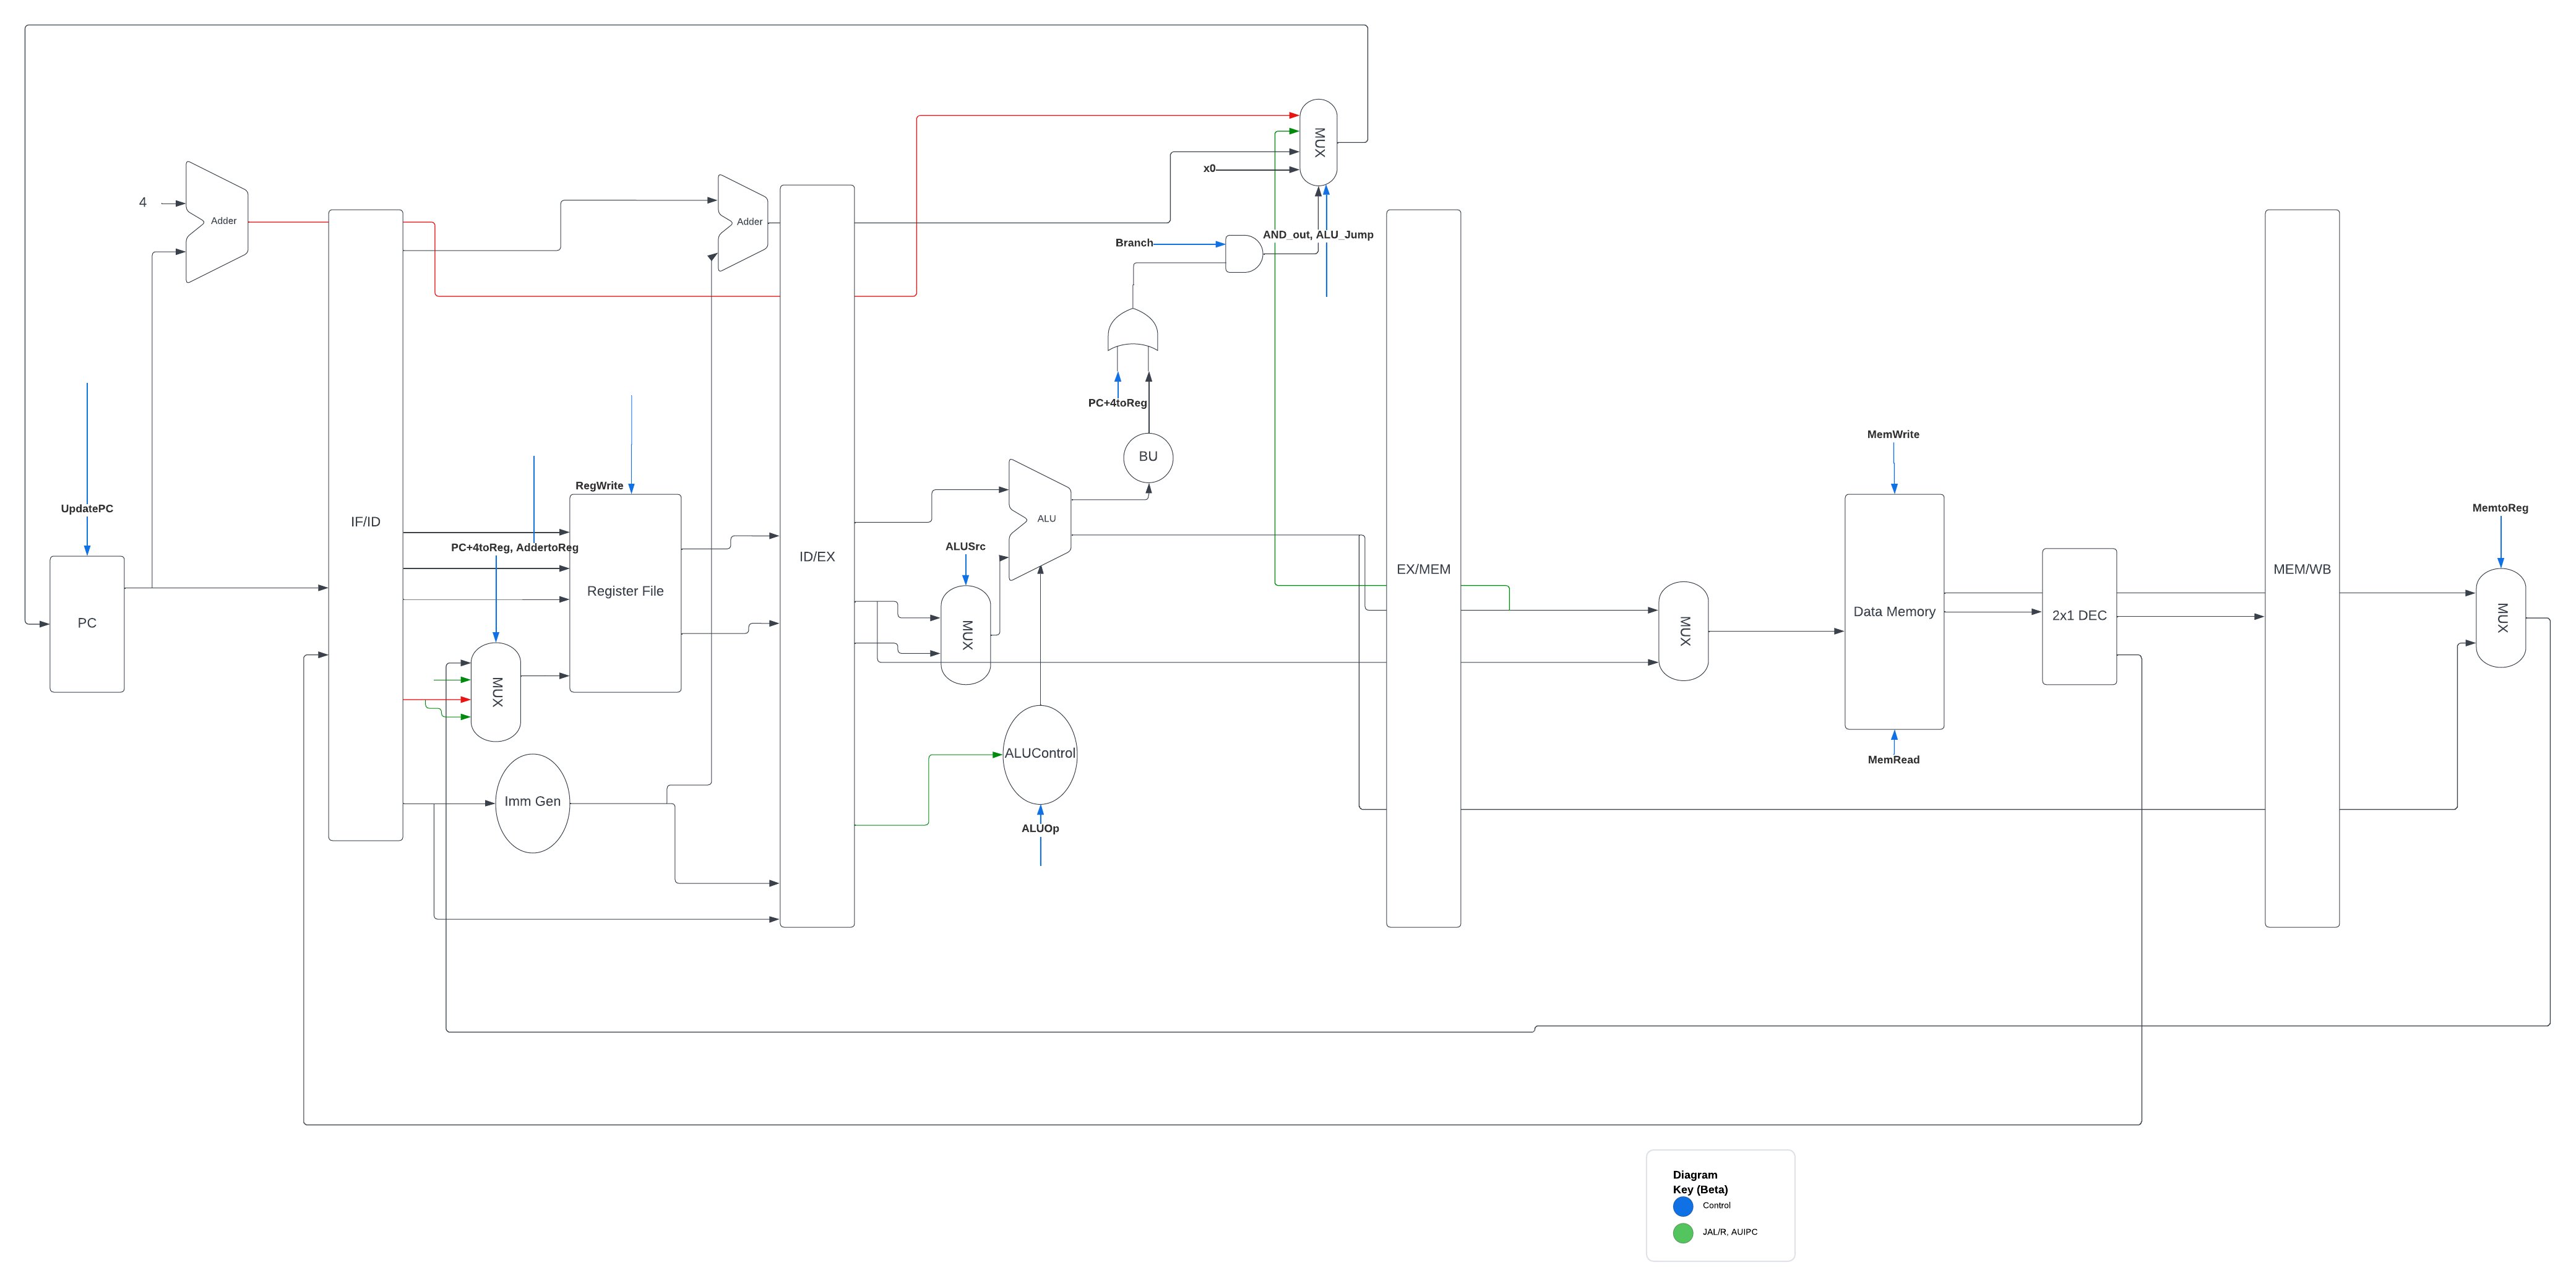 MUX
4
Adder
Adder
x0
Branch
AND_out, ALU_Jump
PC+4toReg
MemWrite
BU
RegWrite
MemtoReg
UpdatePC
IF/ID
ALU
PC+4toReg, AddertoReg
ALUSrc
ID/EX
EX/MEM
MEM/WB
Register File
Data Memory
2x1 DEC
PC
MUX
MUX
MUX
MUX
ALUControl
MemRead
Imm Gen
ALUOp
Diagram
Key (Beta)
Control
JAL/R, AUIPC